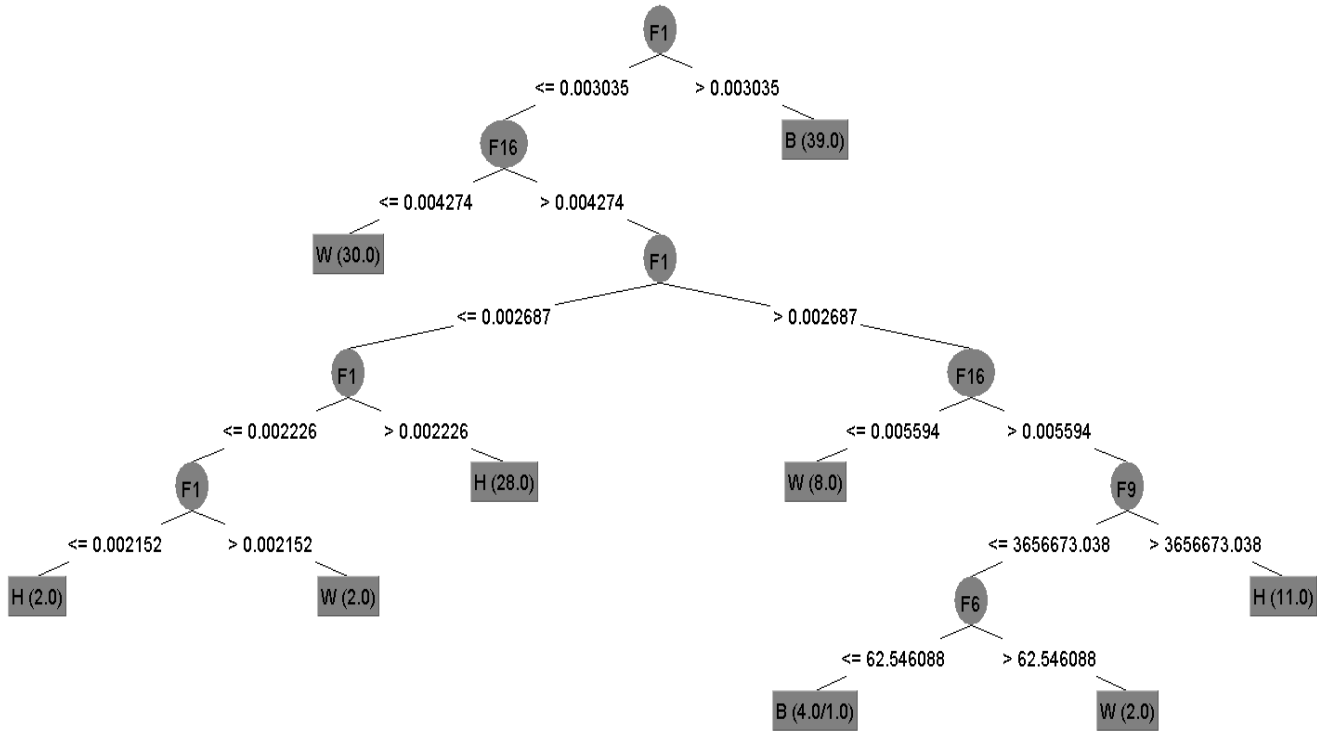 F1
<= 0.003035 > 0.003035
F16 B (39.0)
<= 0.004274 > 0.004274
W (30.0) F1
<= 0.002687 > 0.002687
F1 F16
<= 0.002226 > 0.002226 <= 0.005594 > 0.005594
F1 H (28.0) W (8.0) F9
<= 0.002152 > 0.002152 <= 3656673.038 > 3656673.038
H (2.0) W (2.0) F6 H (11.0)
<= 62.546088 > 62.546088
B (4.0/1.0) W (2.0)